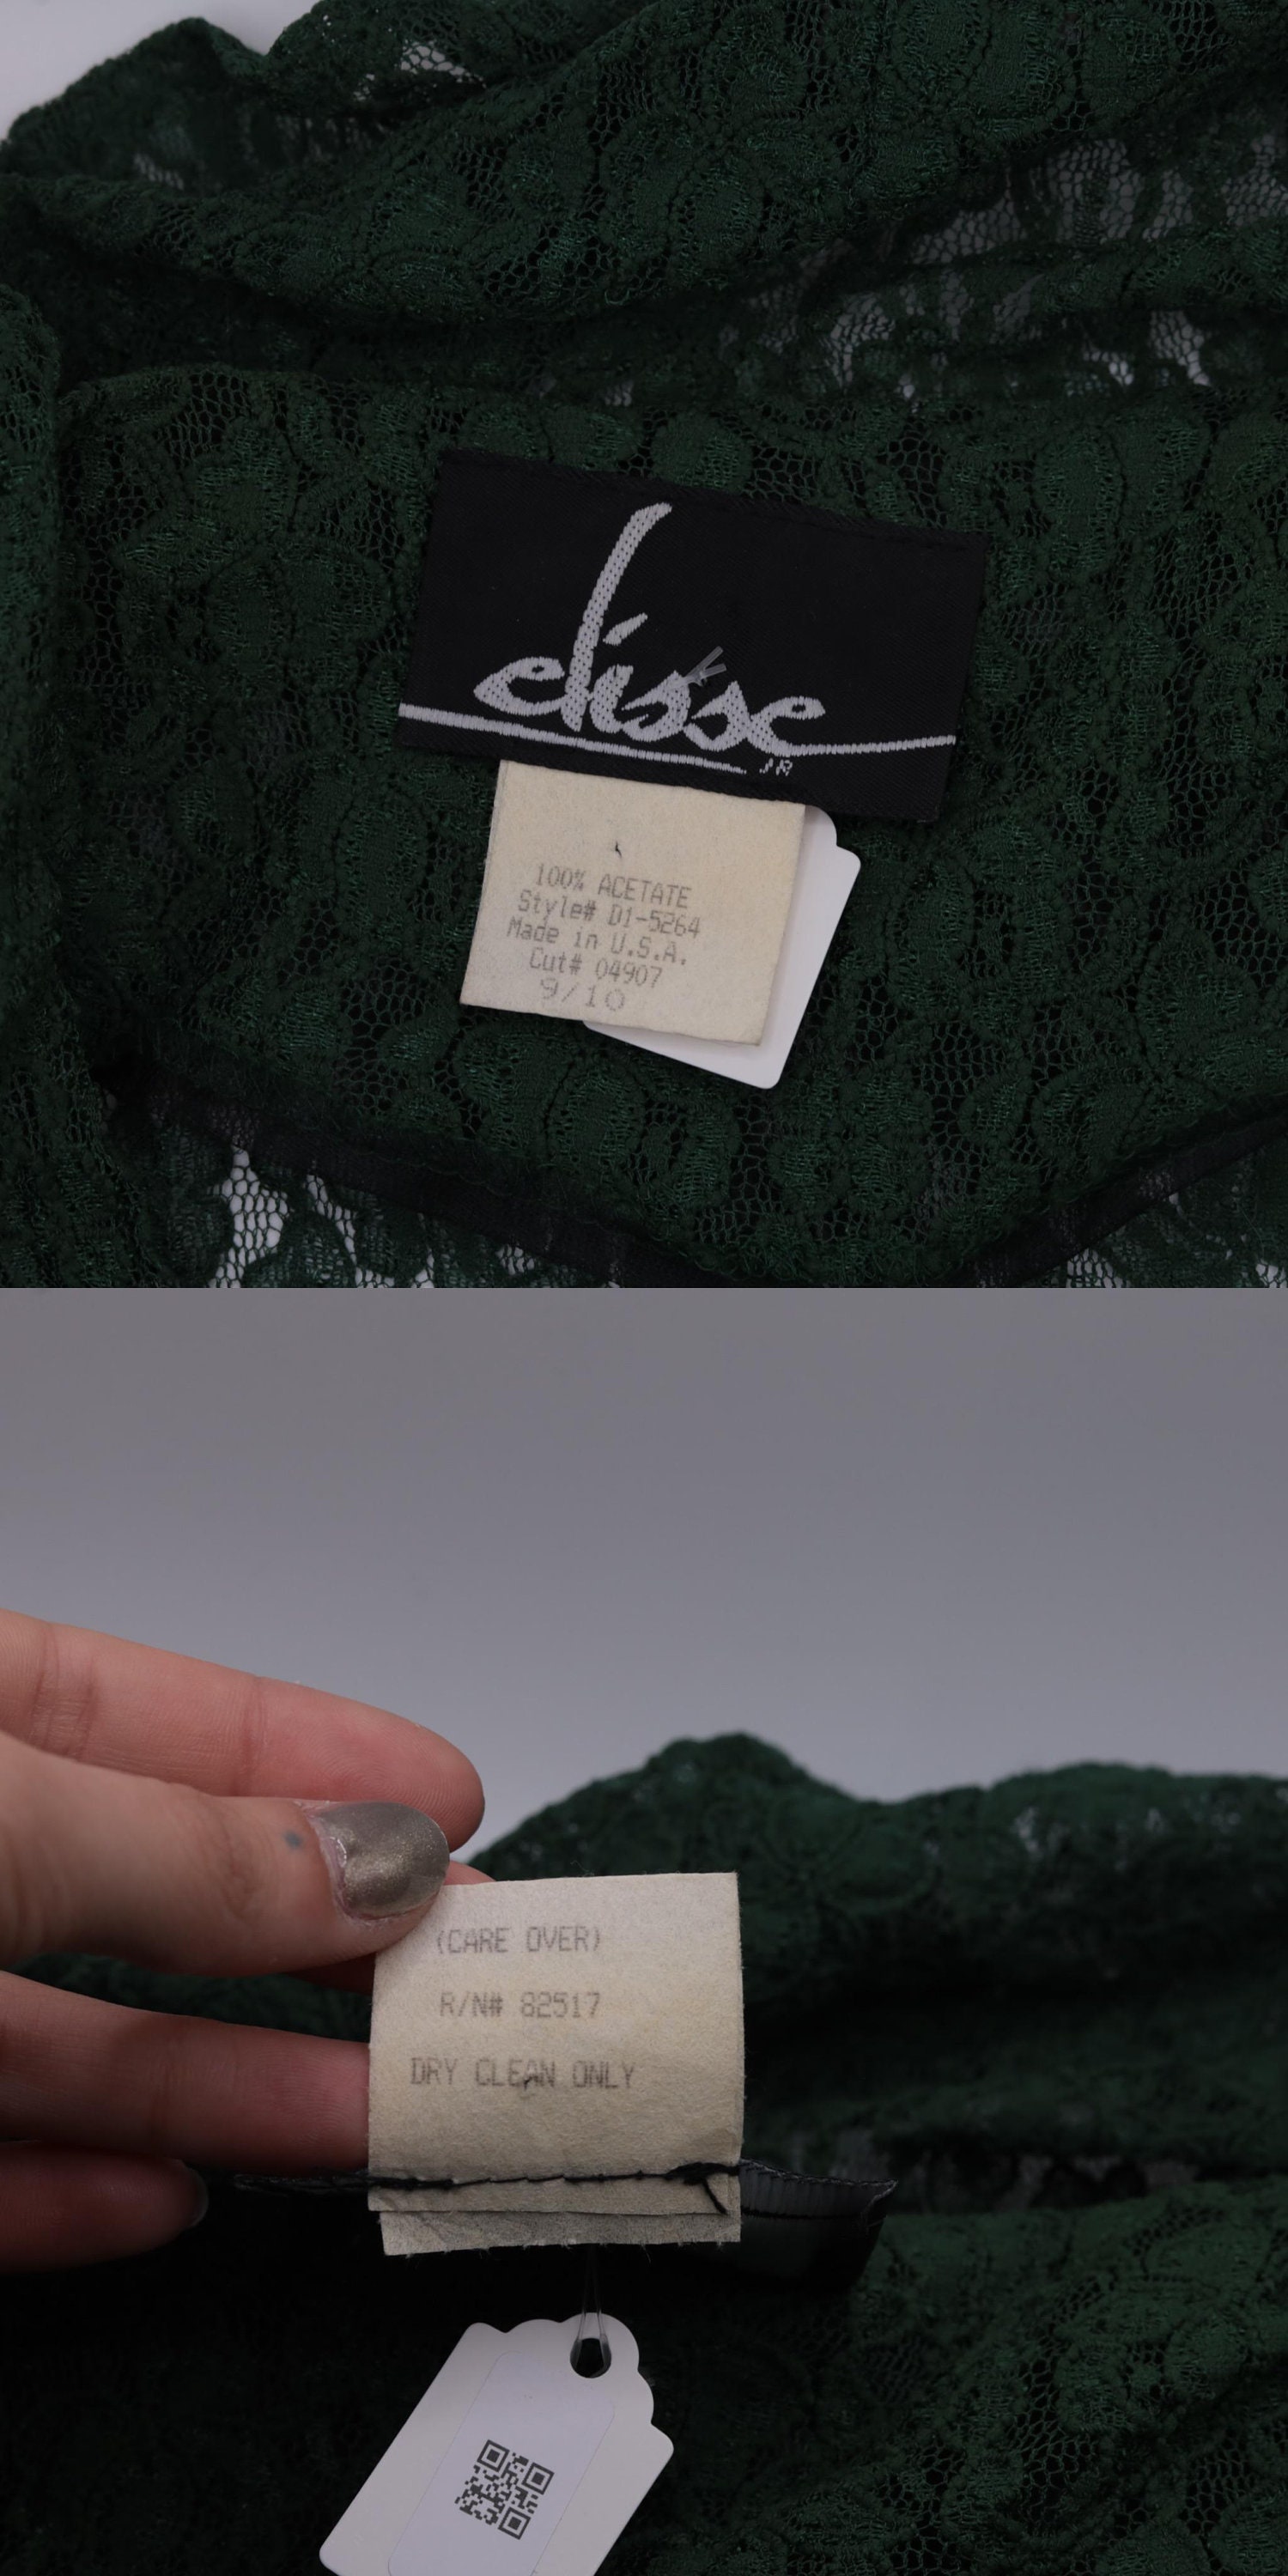 elisse
JR
100% ACETATE
Style# D1-5264
Made in U.S.A.
Cut# 04907
9/10
(CARE OVER)
R/N# 82517
DRY CLEAN ONLY